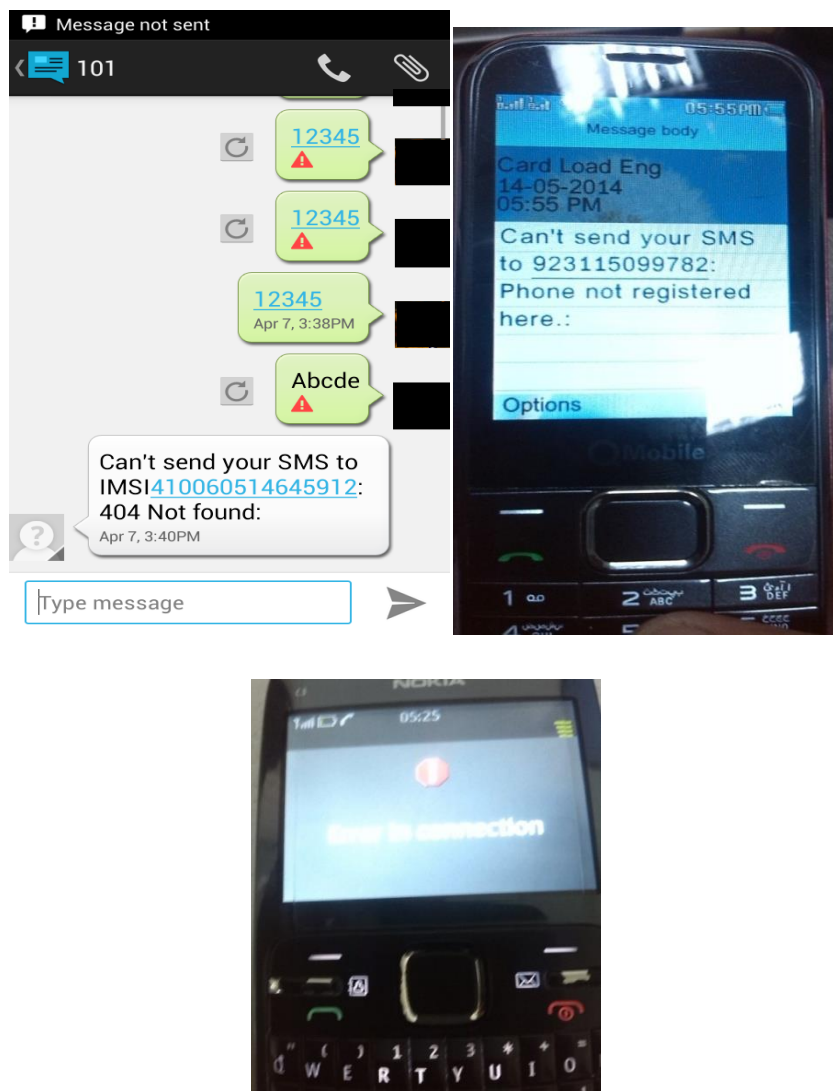 Message not sent
101
12345
12345
12345
Apr 7, 3:38PM
Abcde
Can't send your SMS to
IMSI410060514645912:
404 Not found:
Apr 7, 3:40PM
Type message
05:55PM
Message body
Card Load Eng
14-05-2014
05:55 PM
Can't send your SMS
to 923115099782:
Phone not registered
here.:
Options
QMobile
1
2 ABC
3 DEF
NOKIA
05:25
Error in connection
1 2 3 * + =
W E R T Y U I O